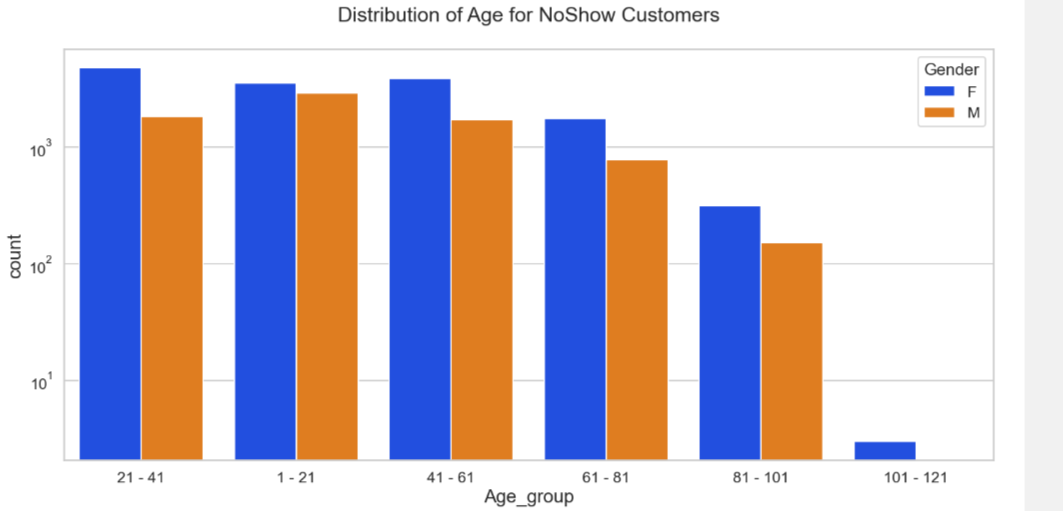 Distribution of Age for NoShow Customers
Gender
F
M
10³
10²
10¹
count
21 - 41
1 - 21
41 - 61
61 - 81
81 - 101
101 - 121
Age_group